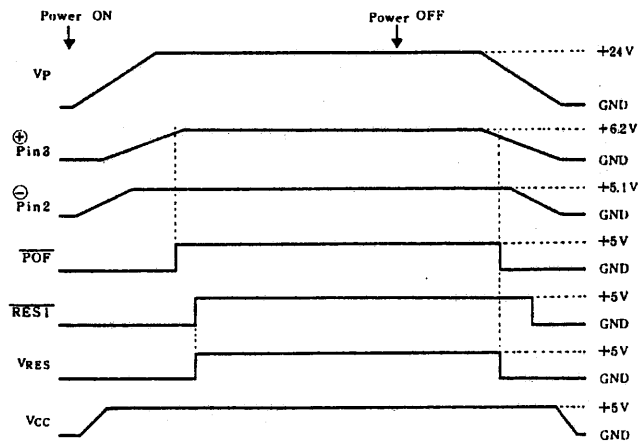 Power ON
Power OFF
VP
+24V
GND
⊕
Pin3
+6.2V
GND
⊖
Pin2
+5.1V
GND
POF
+5V
GND
RES1
+5V
GND
VRES
+5V
GND
VCC
+5V
GND